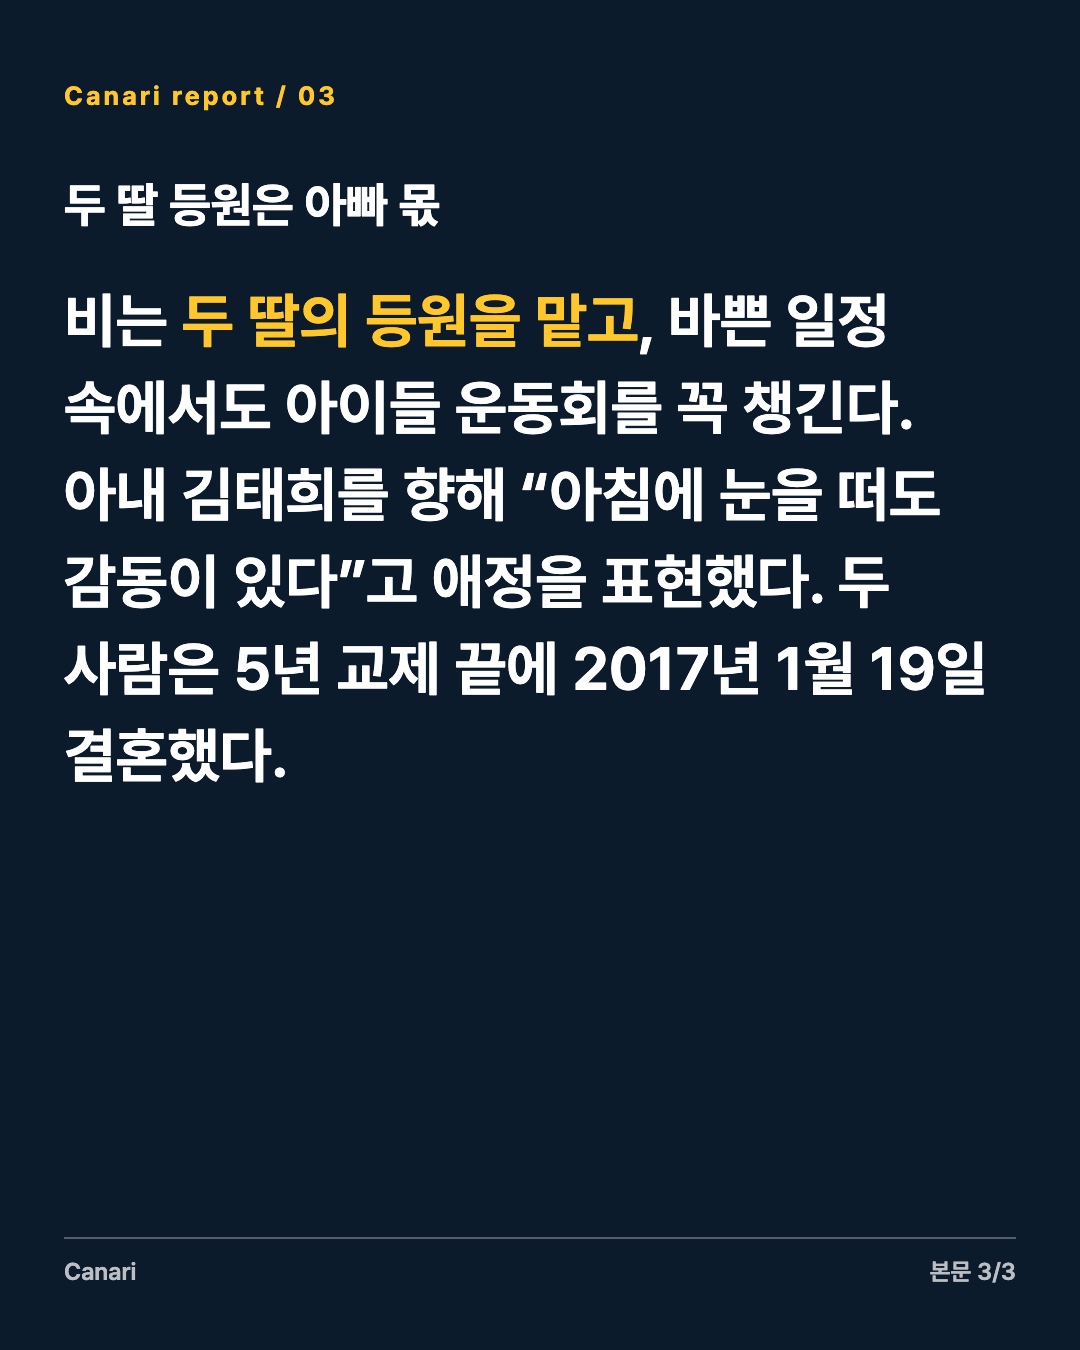 Canari report / 03
두 딸 등원은 아빠 몫
비는 두 딸의 등원을 맡고, 바쁜 일정
속에서도 아이들 운동회를 꼭 챙긴다.
아내 김태희를 향해 “아침에 눈을 떠도
감동이 있다”고 애정을 표현했다. 두
사람은 5년 교제 끝에 2017년 1월 19일
결혼했다.
Canari
본문 3/3